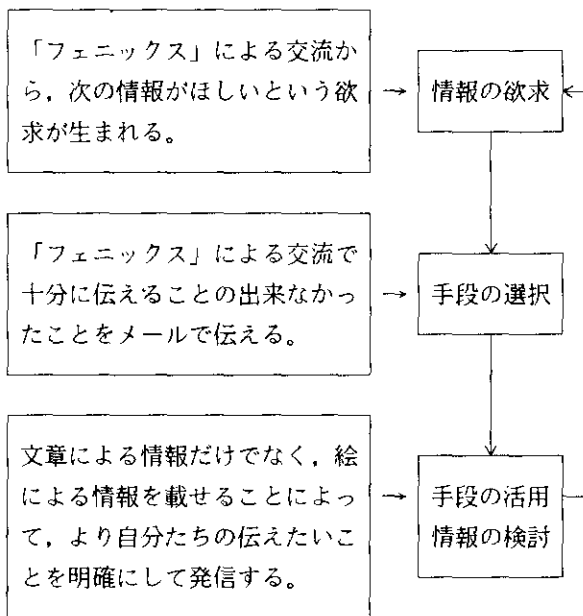 「フェニックス」による交流か
ら，次の情報がほしいという欲
求が生まれる。
情報の欲求
「フェニックス」による交流で
十分に伝えることの出来なかっ
たことをメールで伝える。
手段の選択
文章による情報だけでなく，絵
による情報を載せることによっ
て，より自分たちの伝えたいこ
とを明確にして発信する。
手段の活用
情報の検討